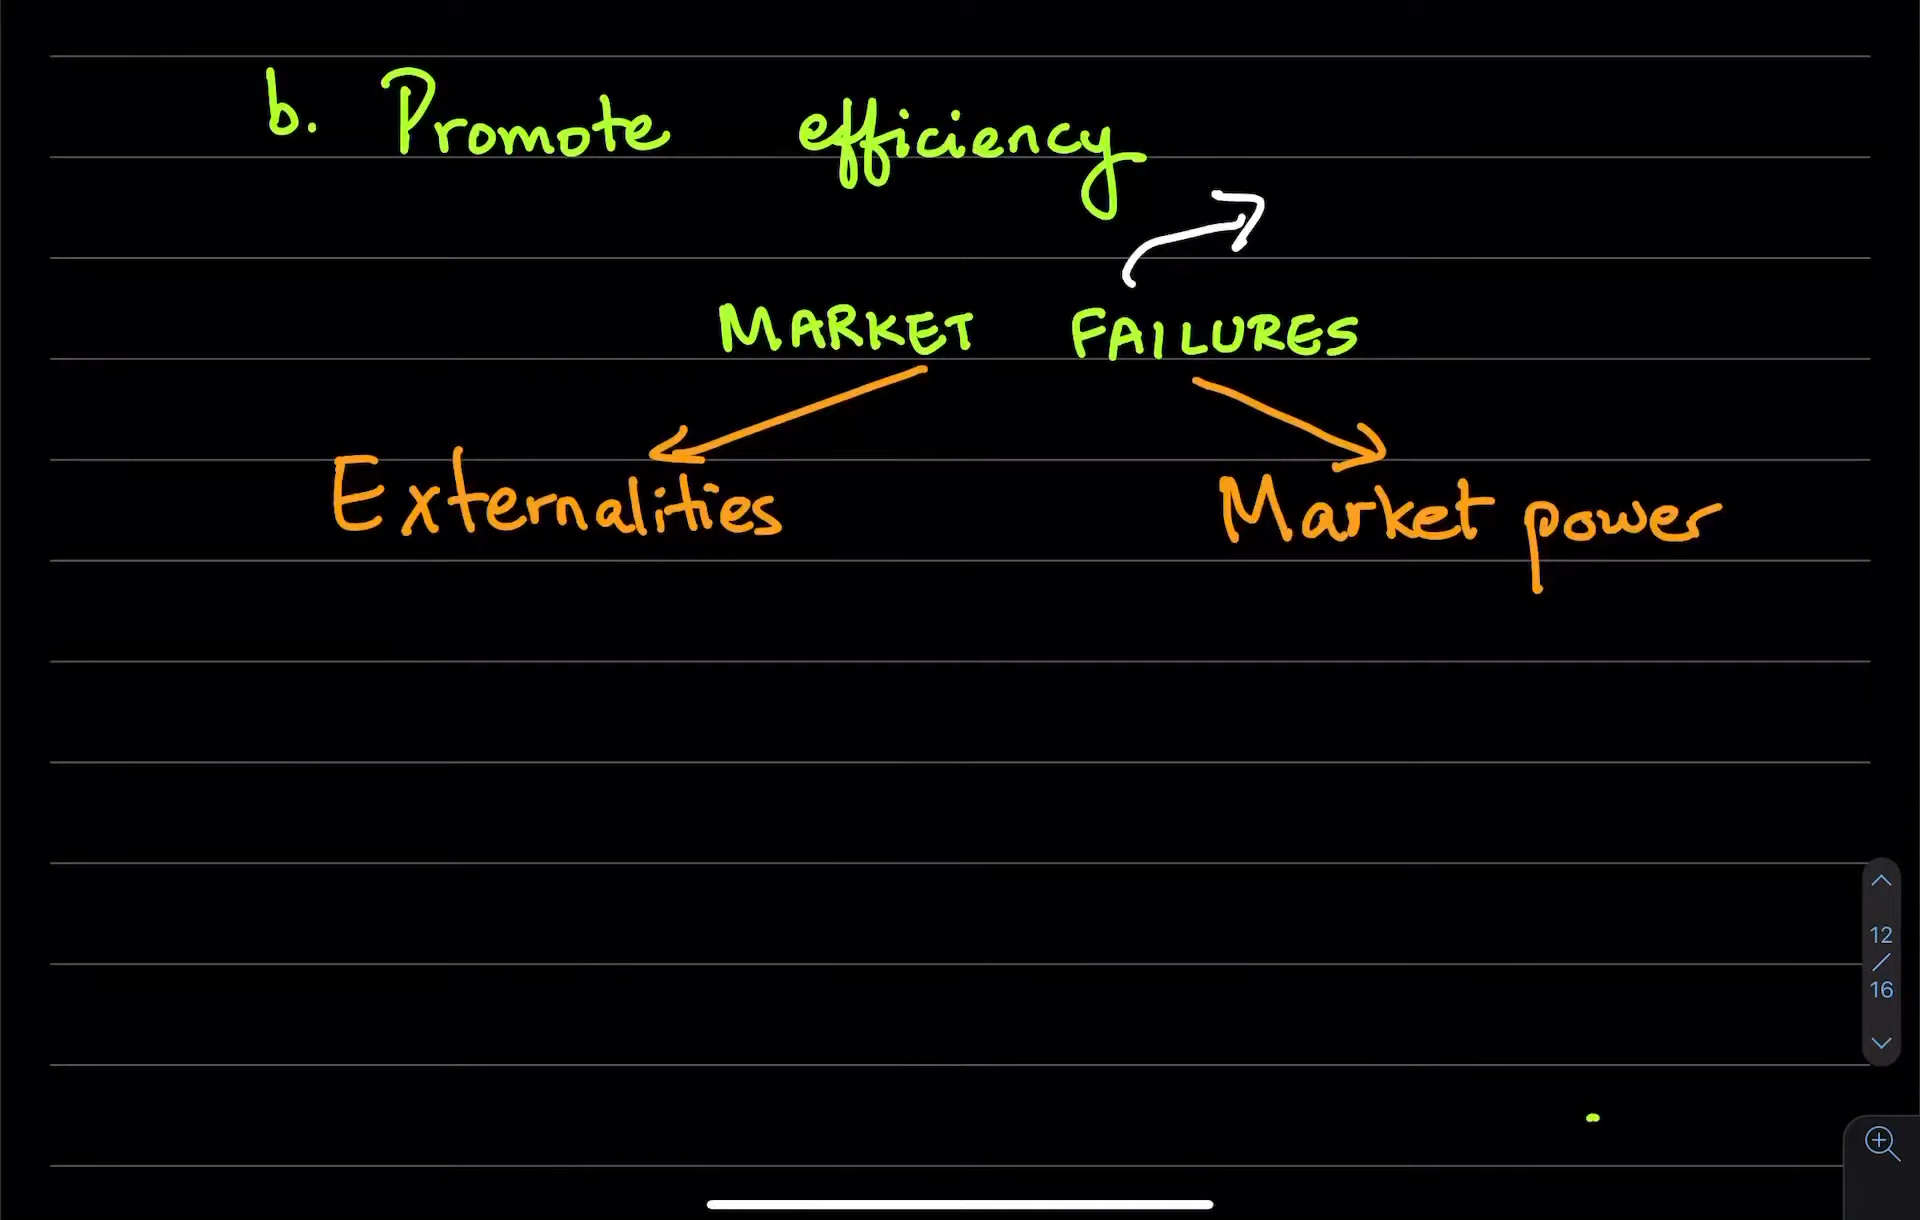 b. Promote efficiency
MARKET FAILURES
Externalities Market power
12
/
16